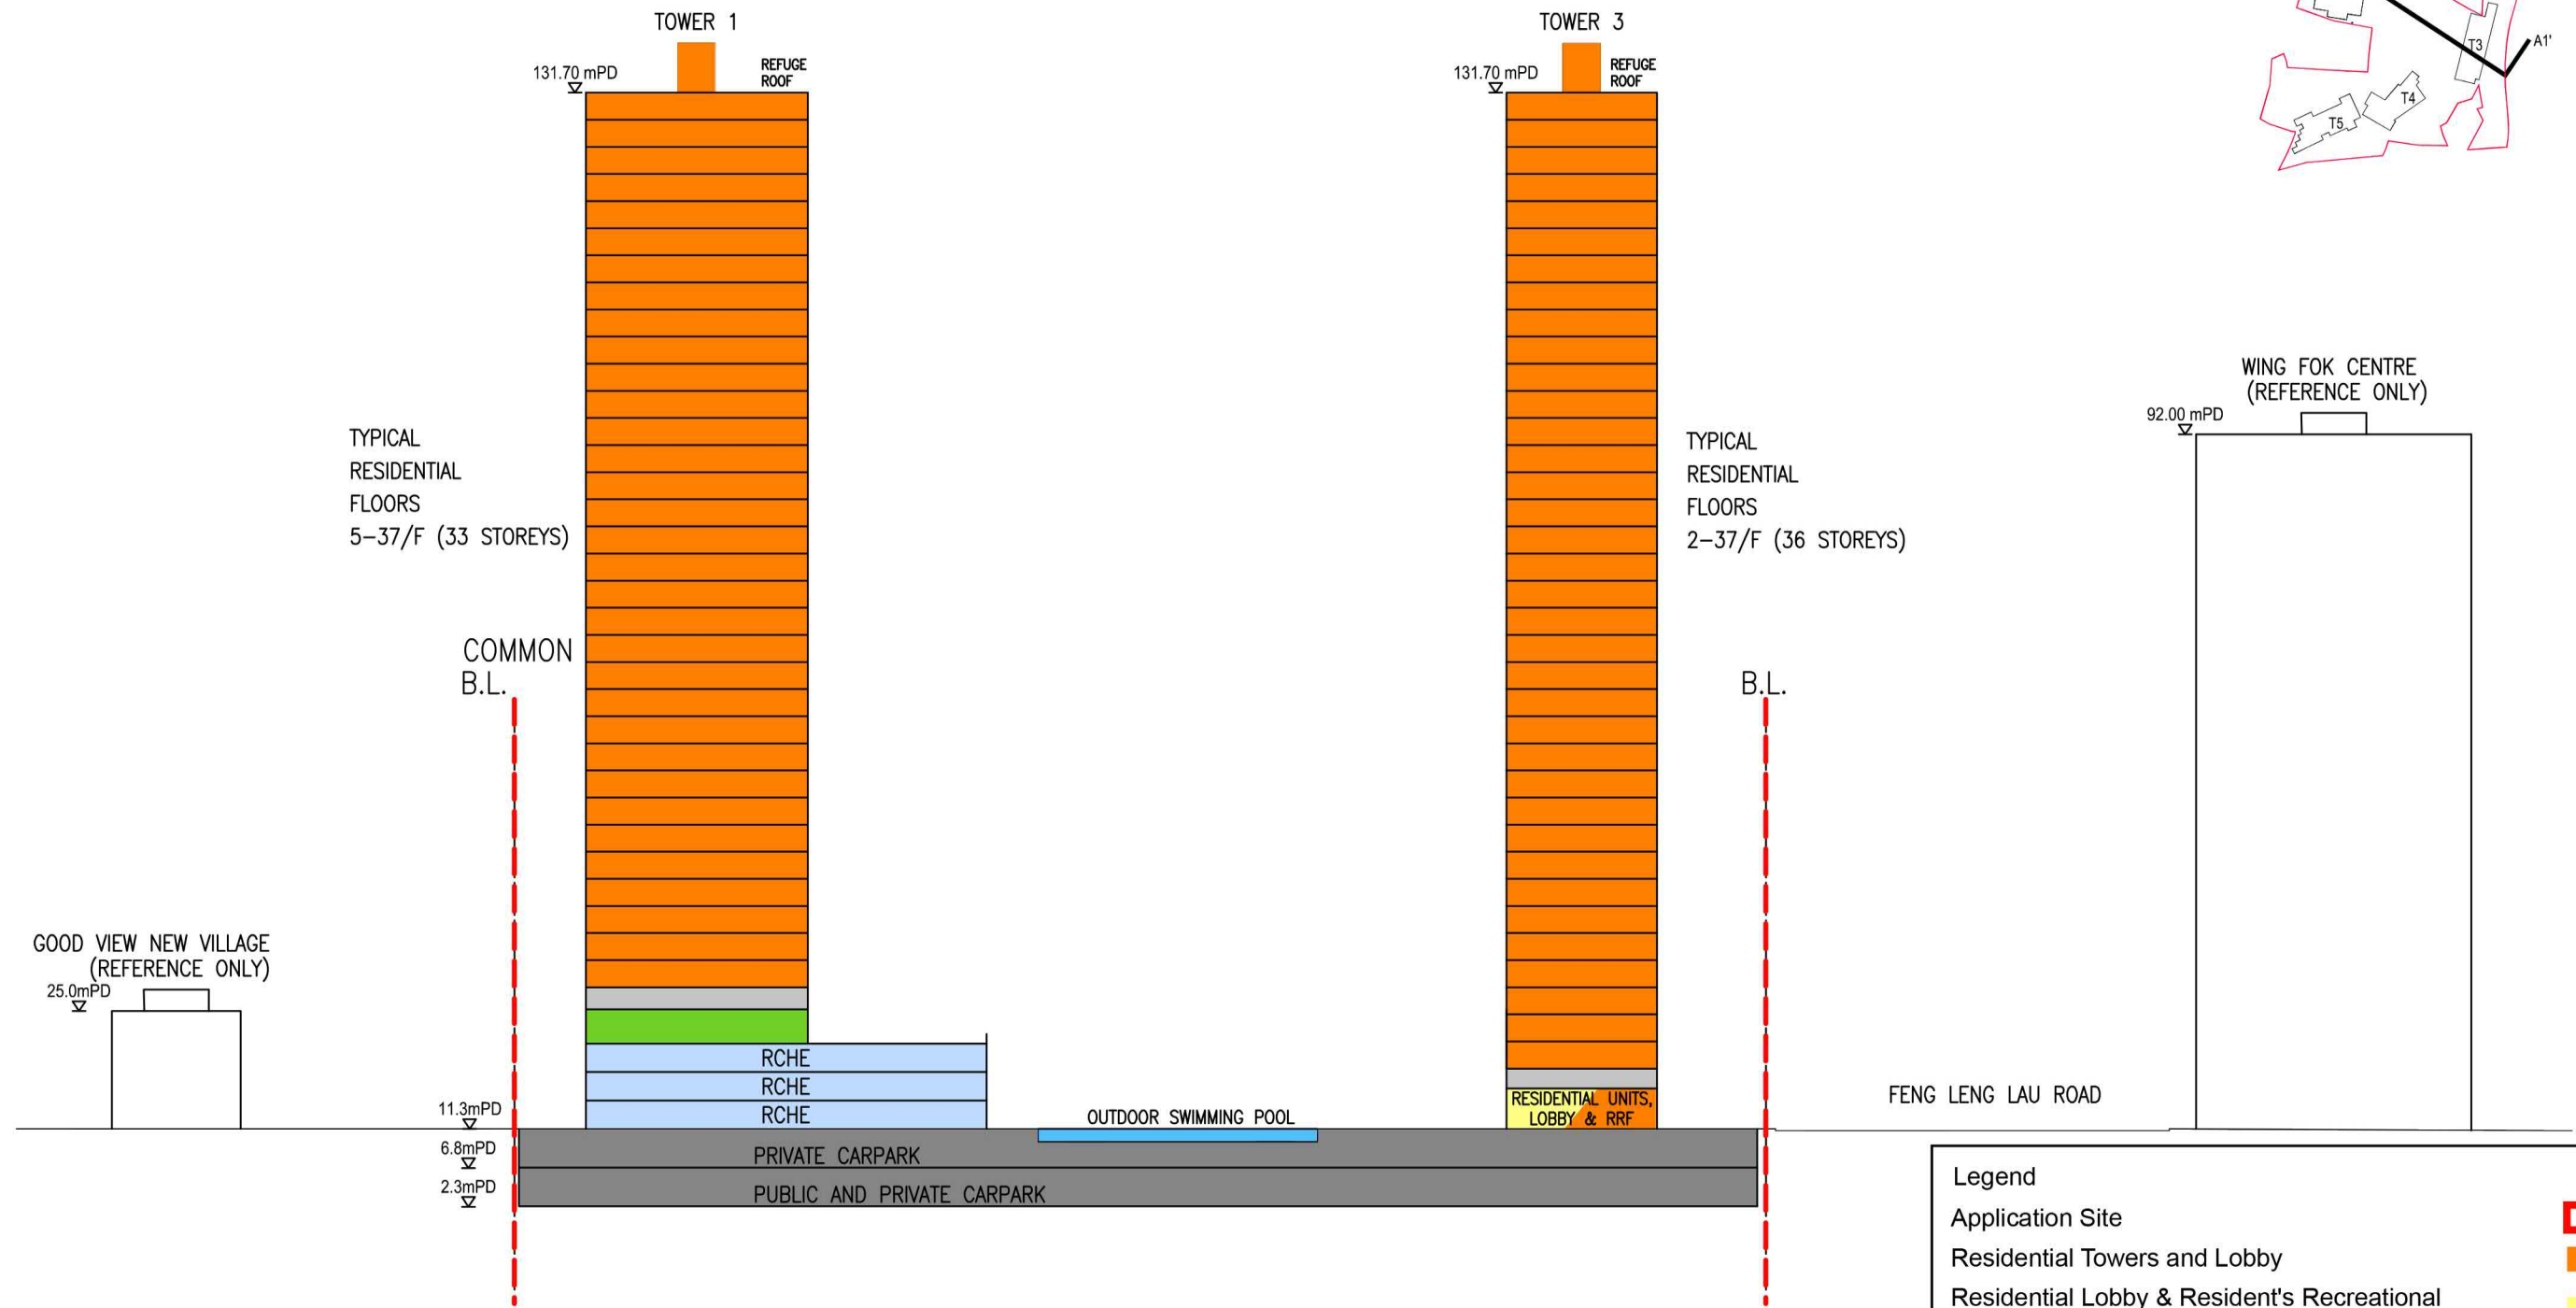 TOWER 1
TOWER 3
REFUGE
ROOF
131.70 mPD
REFUGE
ROOF
131.70 mPD
T3
A1'
T4
T5
WING FOK CENTRE
(REFERENCE ONLY)
92.00 mPD
TYPICAL
RESIDENTIAL
FLOORS
5-37/F (33 STOREYS)
TYPICAL
RESIDENTIAL
FLOORS
2-37/F (36 STOREYS)
COMMON
B.L.
B.L.
GOOD VIEW NEW VILLAGE
(REFERENCE ONLY)
25.0mPD
RCHE
RCHE
RCHE
11.3mPD
OUTDOOR SWIMMING POOL
RESIDENTIAL UNITS,
LOBBY & RRF
FENG LENG LAU ROAD
6.8mPD
PRIVATE CARPARK
2.3mPD
PUBLIC AND PRIVATE CARPARK
Legend
Application Site
Residential Towers and Lobby
Residential Lobby & Resident's Recreational